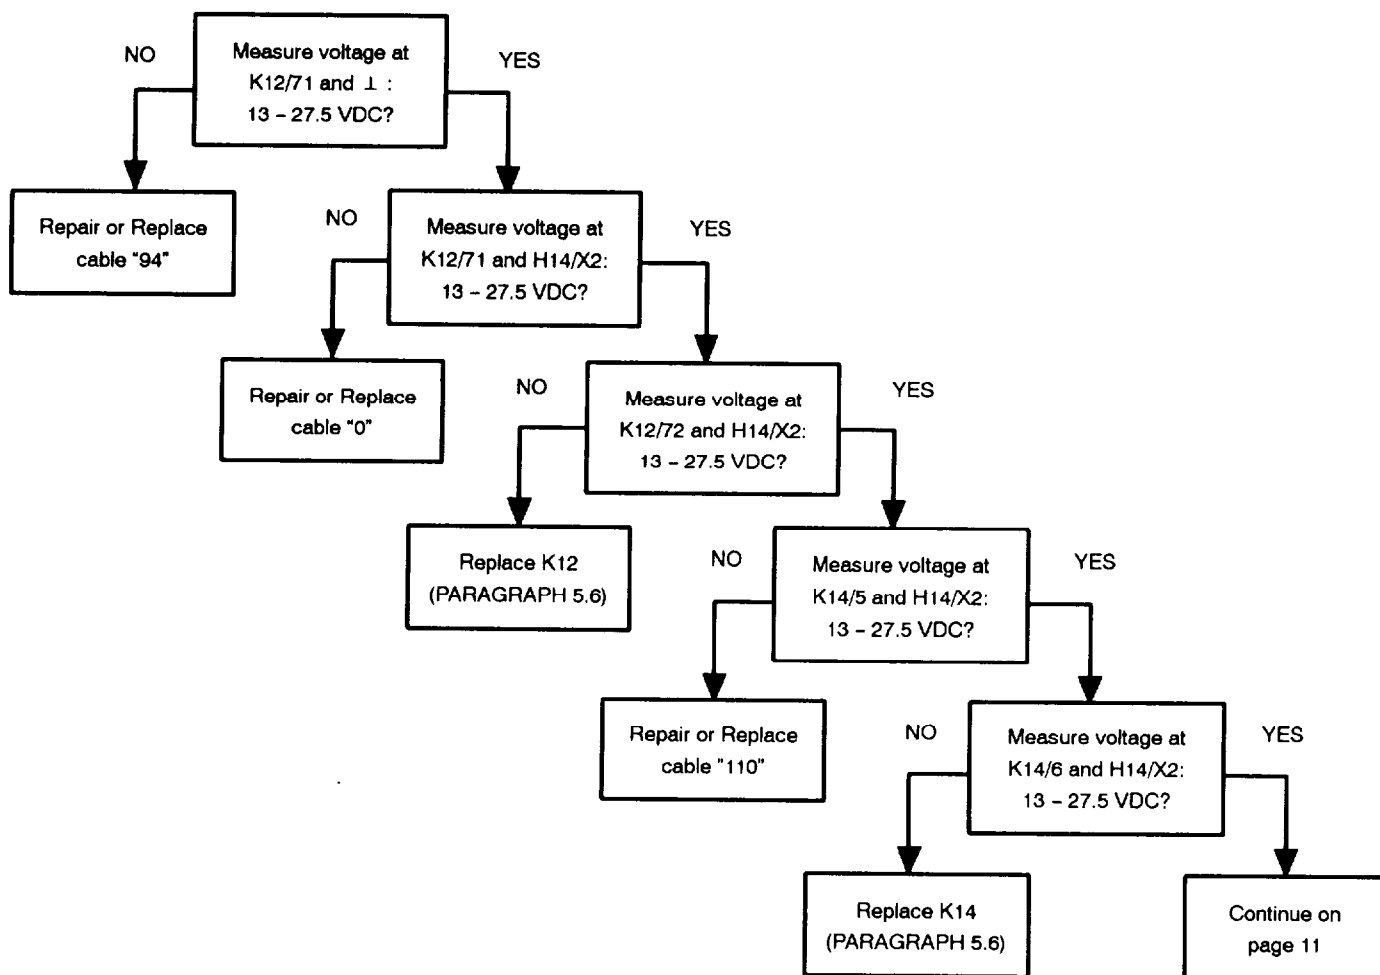 NO
Measure voltage at
K12/71 and ⊥ :
13 – 27.5 VDC?
YES
Repair or Replace
cable "94"
NO
Measure voltage at
K12/71 and H14/X2:
13 – 27.5 VDC?
YES
Repair or Replace
cable "0"
NO
Measure voltage at
K12/72 and H14/X2:
13 – 27.5 VDC?
YES
Replace K12
(PARAGRAPH 5.6)
NO
Measure voltage at
K14/5 and H14/X2:
13 – 27.5 VDC?
YES
Repair or Replace
cable "110"
NO
Measure voltage at
K14/6 and H14/X2:
13 – 27.5 VDC?
YES
Replace K14
(PARAGRAPH 5.6)
Continue on
page 11